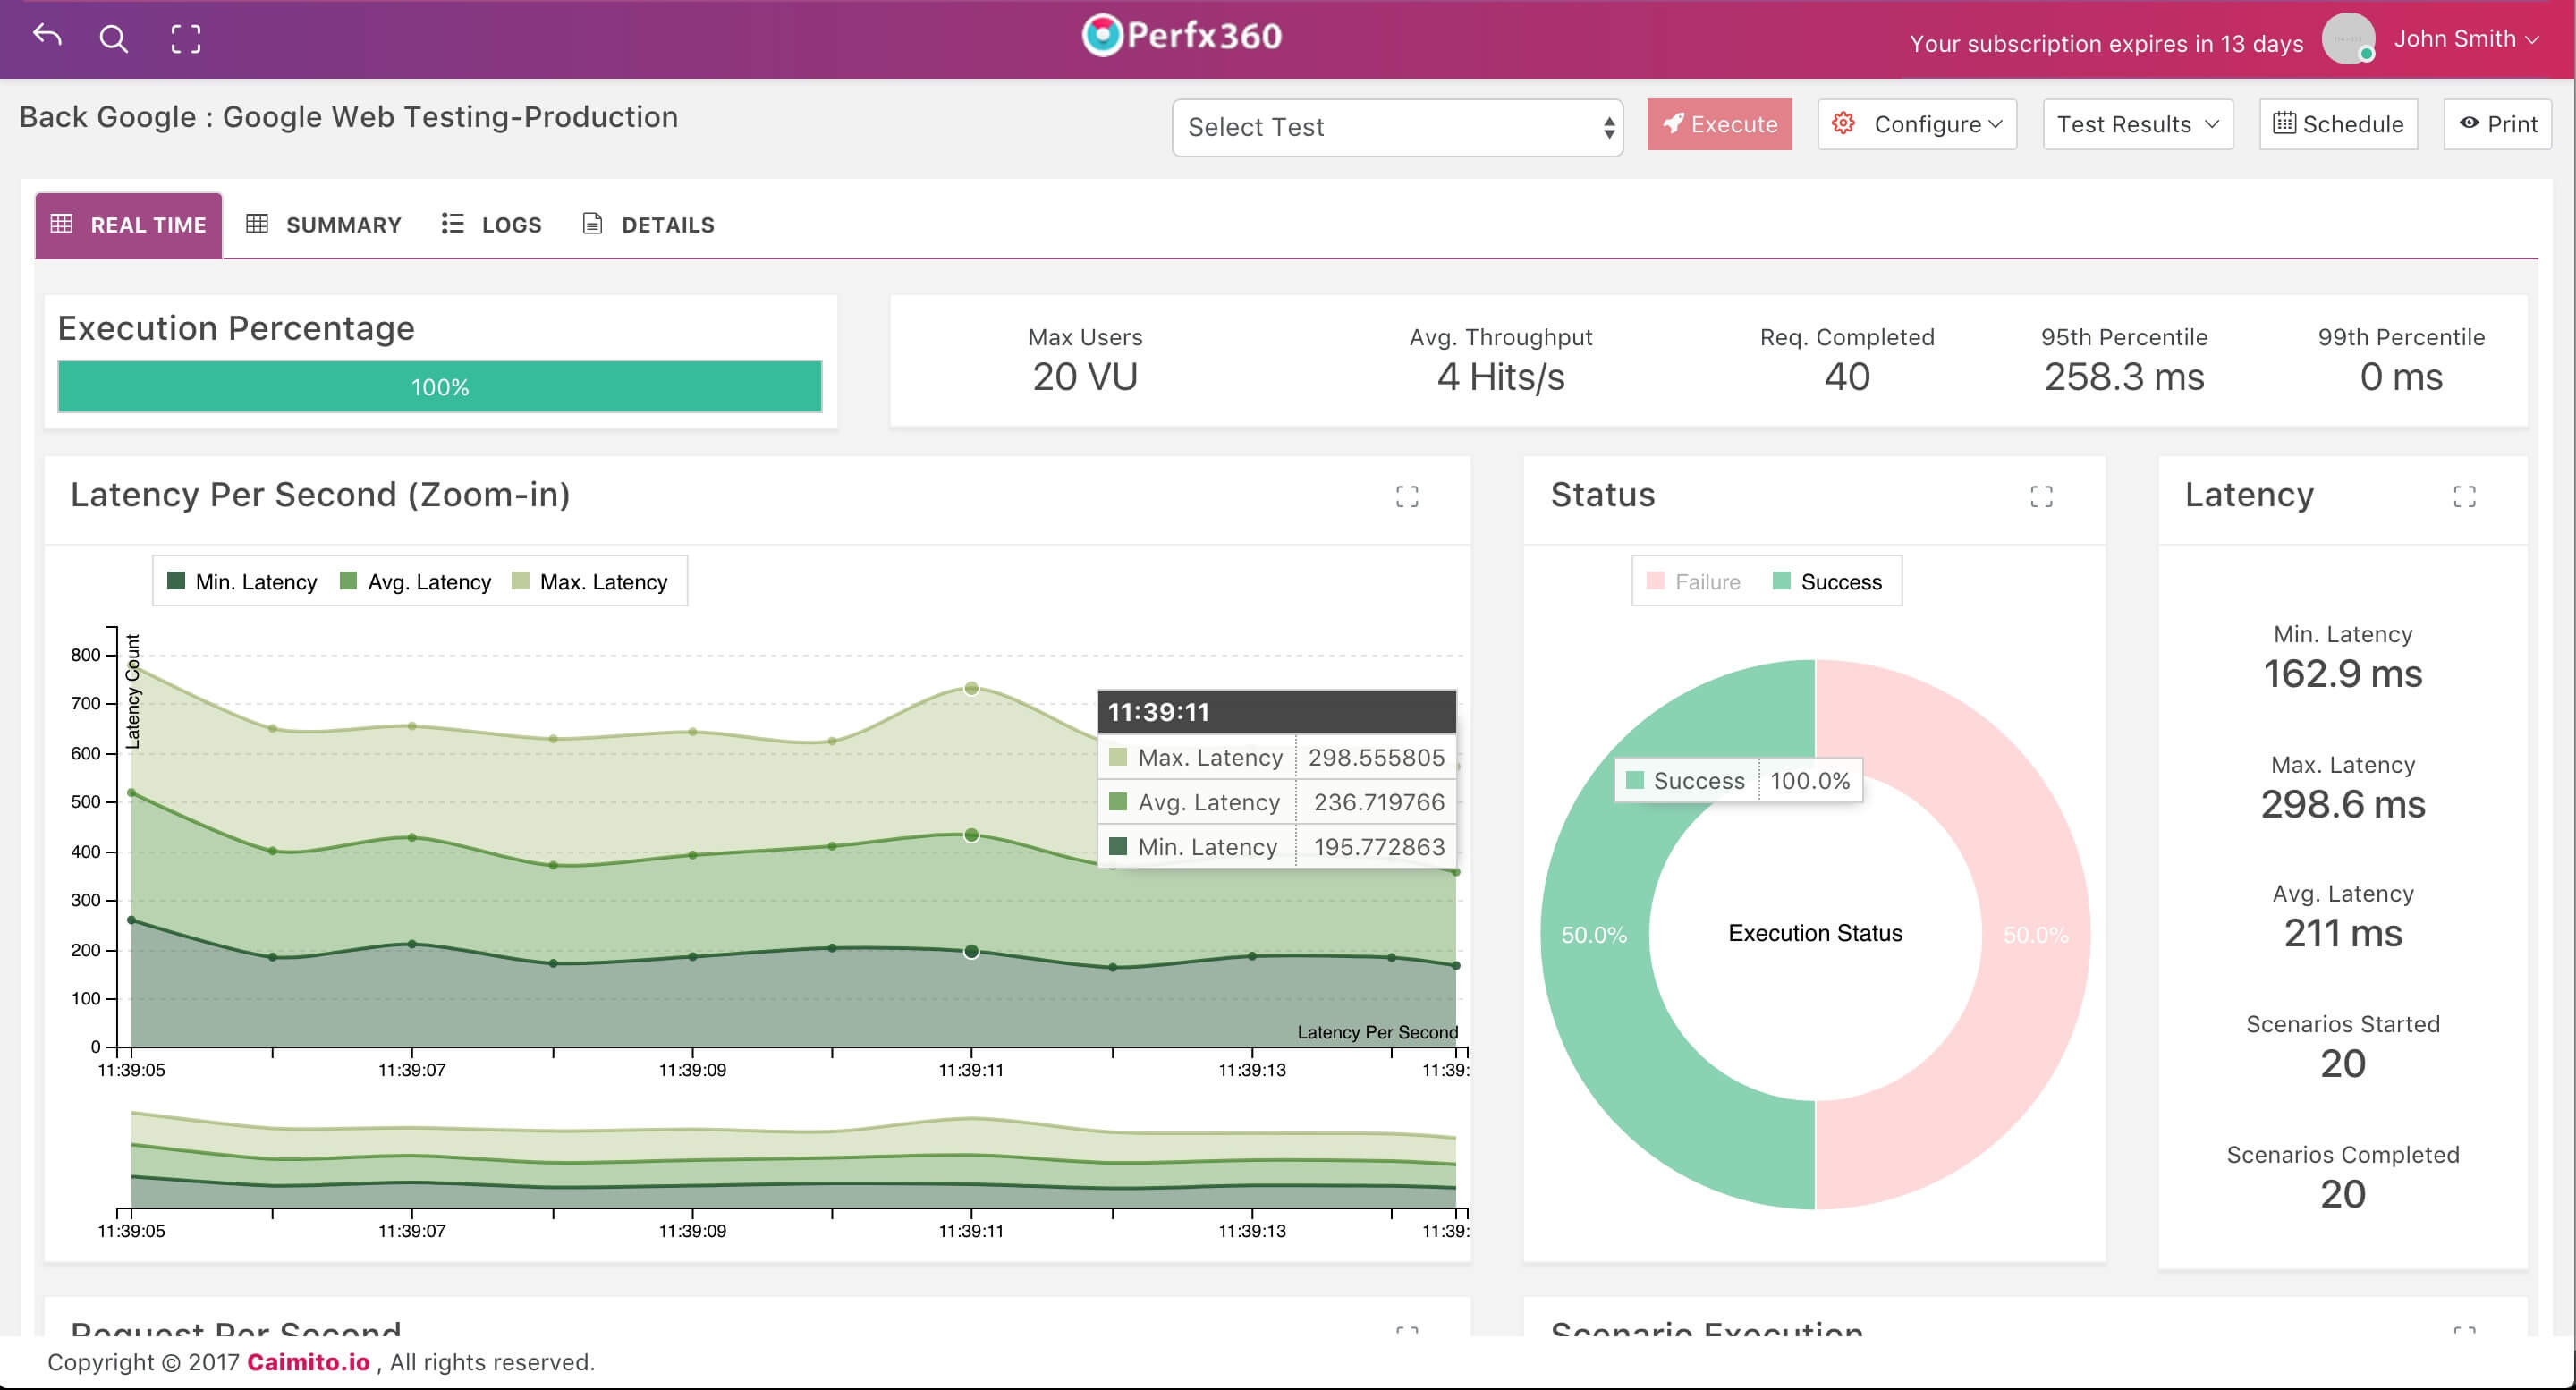 Perfx360
Your subscription expires in 13 days
John Smith
Back Google : Google Web Testing-Production
Select Test
Execute
Configure
Test Results
Schedule
Print
REAL TIME
SUMMARY
LOGS
DETAILS
Execution Percentage
100%
Max Users
20 VU
Avg. Throughput
4 Hits/s
Req. Completed
40
95th Percentile
258.3 ms
99th Percentile
0 ms
Latency Per Second (Zoom-in)
Min. Latency Avg. Latency Max. Latency
Latency Count
800
700
600
500
400
300
200
100
0
11:39:11
Max. Latency 298.555805
Avg. Latency 236.719766
Min. Latency 195.772863
Latency Per Second
11:39:05 11:39:07 11:39:09 11:39:11 11:39:13 11:39:
11:39:05 11:39:07 11:39:09 11:39:11 11:39:13 11:39:
Status
Failure Success
Success 100.0%
50.0%
Execution Status
50.0%
Latency
Min. Latency
162.9 ms
Max. Latency
298.6 ms
Avg. Latency
211 ms
Scenarios Started
20
Scenarios Completed
20
Request Per Second
Scenario Execution
Copyright © 2017 Caimito.io , All rights reserved.